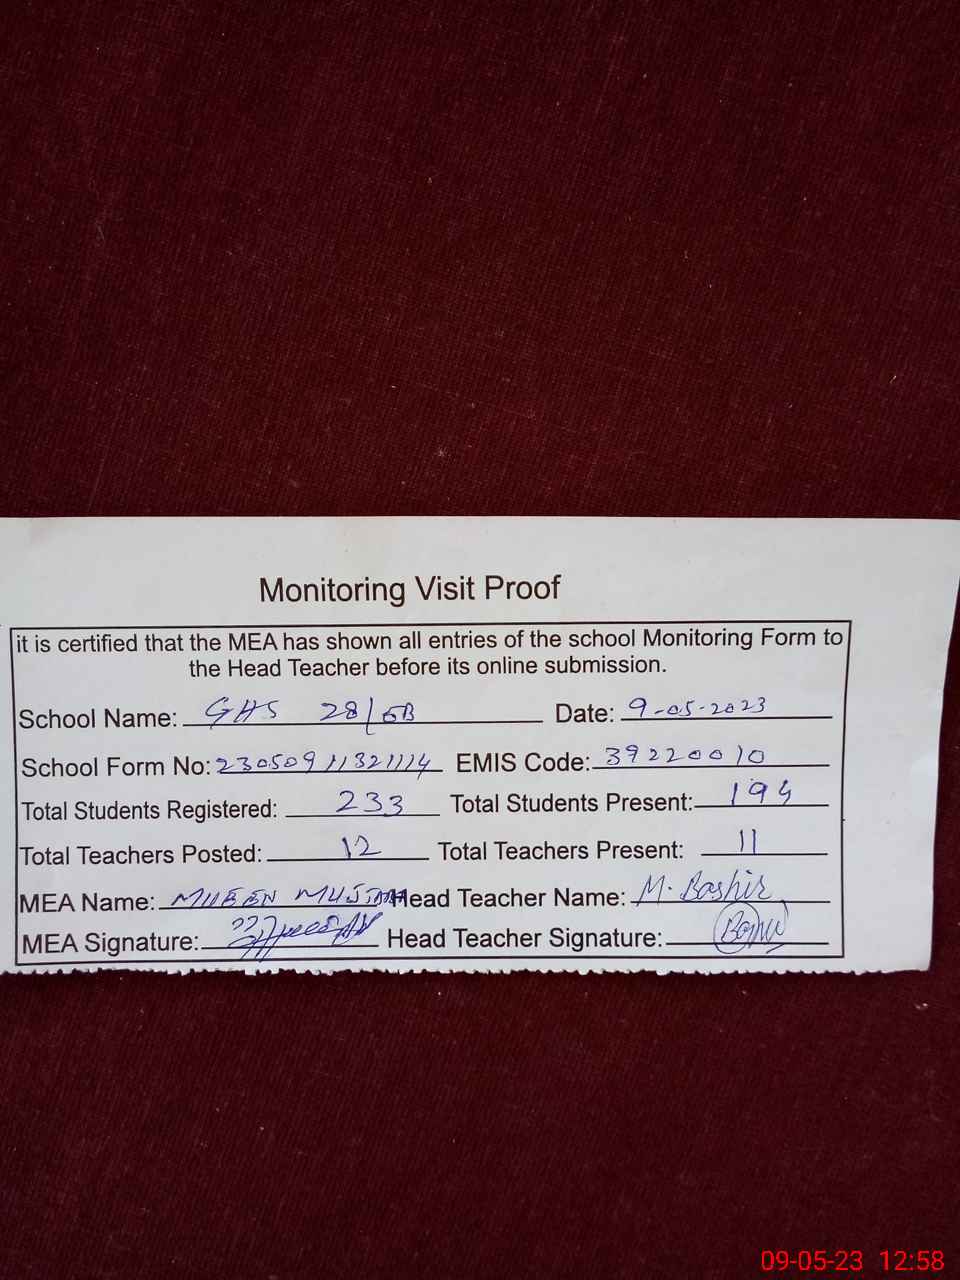 Monitoring Visit Proof
it is certified that the MEA has shown all entries of the school Monitoring Form to
the Head Teacher before its online submission.
School Name: GHS 28/GB Date: 9-05-2023
School Form No: 23050911321114 EMIS Code: 39220010
Total Students Registered: 233 Total Students Present: 194
Total Teachers Posted: 12 Total Teachers Present: 11
MEA Name: Head Teacher Name: M. Bashir
MEA Signature: Head Teacher Signature:
09-05-23 12:58